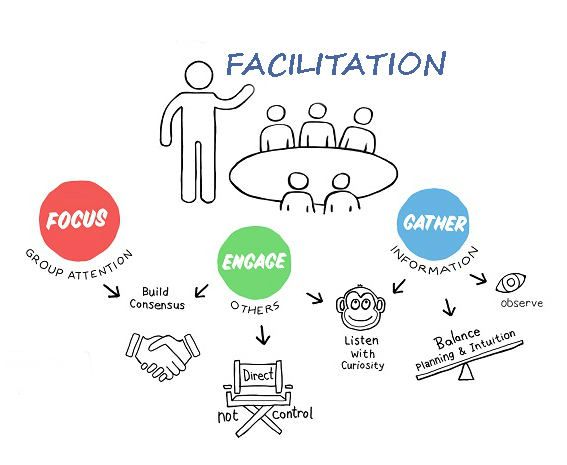 FACILITATION
FOCUS
GROUP ATTENTION
ENGAGE
OTHERS
GATHER
INFORMATION
Build
Consensus
Direct
not control
Listen
with
Curiosity
Balance
Planning & Intuition
observe